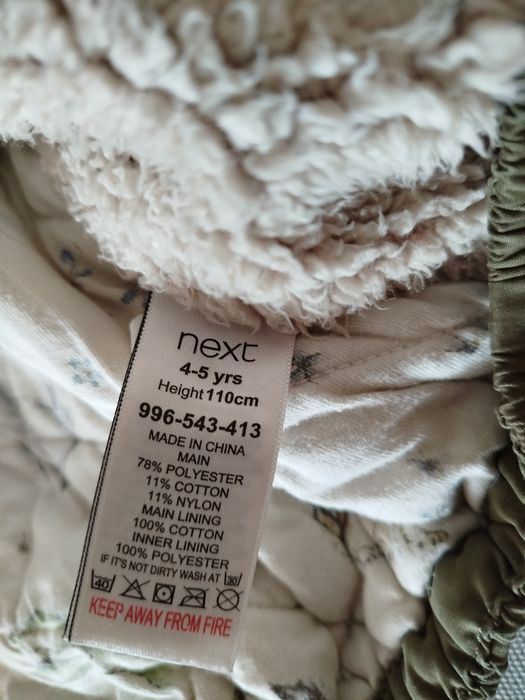 next
4-5 yrs
Height 110cm
996-543-413
MADE IN CHINA
MAIN
78% POLYESTER
11% COTTON
11% NYLON
MAIN LINING
100% COTTON
INNER LINING
100% POLYESTER
IF IT'S NOT DIRTY WASH AT 30
40
KEEP AWAY FROM FIRE